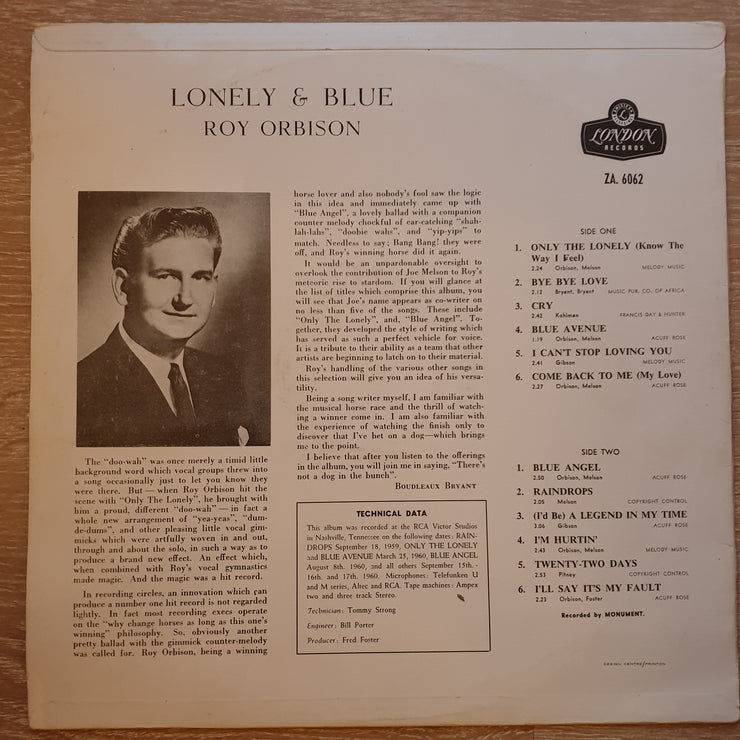 LONELY & BLUE
ROY ORBISON
LONDON
RECORDS
ZA. 6062
The "doo-wah" was once merely a timid little
background word which vocal groups threw into
a song occasionally just to let you know they
were there. But — when Roy Orbison hit the
scene with "Only The Lonely", he brought with
him a proud, different "doo-wah" — in fact a
whole new arrangement of "yea-yeas", "dum-
de-dums", and other pleasing little vocal gim-
micks which were artfully woven in and out,
through and about the solo, in such a way as to
produce a brand new effect. An effect which,
when combined with Roy's vocal gymnastics
made magic. And the magic was a hit record.
In recording circles, an innovation which can
produce a number one hit record is not regarded
lightly. In fact most recording execs operate
on the "why change horses as long as this one's
winning" philosophy. So, obviously another
pretty ballad with the gimmick counter-melody
was called for. Roy Orbison, being a winning
horse lover and also nobody's fool saw the logic
in this idea and immediately came up with
"Blue Angel", a lovely ballad with a companion
counter melody chockful of ear-catching "shah-
lah-lahs", "doobie wahs", and "yip-yips" to
match. Needless to say; Bang Bang! they were
off, and Roy's winning horse did it again.
It would be an unpardonable oversight to
overlook the contribution of Joe Melson to Roy's
meteoric rise to stardom. If you will glance at
the list of titles which comprise this album, you
will see that Joe's name appears as co-writer on
no less than five of the songs. These include
"Only The Lonely", and, "Blue Angel". To-
gether, they developed the style of writing which
has served as such a perfect vehicle for voice.
It is a tribute to their ability as a team that other
artists are beginning to latch on to their material.
Roy's handling of the various other songs in
this selection will give you an idea of his versa-
tility.
Being a song writer myself, I am familiar with
the musical horse race and the thrill of watch-
ing a winner come in. I am also familiar with
the experience of watching the finish only to
discover that I've bet on a dog—which brings
me to the point.
I believe that after you listen to the offerings
in the album, you will join me in saying, "There's
not a dog in the bunch".
BOUDLEAUX BRYANT
TECHNICAL DATA
This album was recorded at the RCA Victor Studios
in Nashville, Tennessee on the following dates: RAIN-
DROPS September 18, 1959, ONLY THE LONELY
and BLUE AVENUE March 25, 1960, BLUE ANGEL
August 8th. 1960, and all others September 15th. -
16th. and 17th. 1960. Microphones: Telefunken U
and M series, Altec and RCA. Tape machines: Ampex
two and three track Stereo.
Technician: Tommy Strong
Engineer: Bill Porter
Producer: Fred Foster
SIDE ONE
1. ONLY THE LONELY (Know The
Way I Feel)
2.24 Orbison, Melson MELODY MUSIC
2. BYE BYE LOVE
2.12 Bryant, Bryant MUSIC PUB. CO. OF AFRICA
3. CRY
2.42 Kohlman FRANCIS DAY & HUNTER
4. BLUE AVENUE
1.19 Orbison, Melson ACUFF ROSE
5. I CAN'T STOP LOVING YOU
2.41 Gibson MELODY MUSIC
6. COME BACK TO ME (My Love)
2.27 Orbison, Melson ACUFF ROSE
SIDE TWO
1. BLUE ANGEL
2.50 Orbison, Melson ACUFF ROSE
2. RAINDROPS
2.05 Melson COPYRIGHT CONTROL
3. (I'd Be) A LEGEND IN MY TIME
3.06 Gibson ACUFF ROSE
4. I'M HURTIN'
2.43 Orbison, Melson MELODY MUSIC
5. TWENTY-TWO DAYS
2.53 Pitney COPYRIGHT CONTROL
6. I'LL SAY IT'S MY FAULT
2.23 Orbison, Foster ACUFF ROSE
Recorded by MONUMENT.
DESIGN CENTRE/PRINTON